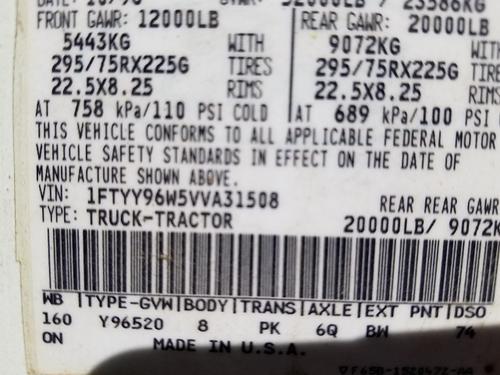 23586KG
FRONT GAWR: 12000LB REAR GAWR: 20000LB
5443KG WITH 9072KG WITH
295/75RX225G TIRES 295/75RX225G TIRES
22.5X8.25 RIMS 22.5X8.25 RIMS
AT 758 kPa/110 PSI COLD AT 689 kPa/100 PSI
THIS VEHICLE CONFORMS TO ALL APPLICABLE FEDERAL MOTOR
VEHICLE SAFETY STANDARDS IN EFFECT ON THE DATE OF
MANUFACTURE SHOWN ABOVE.
VIN: 1FTYY96W5VVA31508 REAR REAR GAWR
TYPE: TRUCK-TRACTOR 20000LB/ 9072K
WB TYPE-GVW BODY TRANS AXLE EXT PNT DSO
160 Y96520 8 PK 6Q BW 74
ON MADE IN U.S.A.